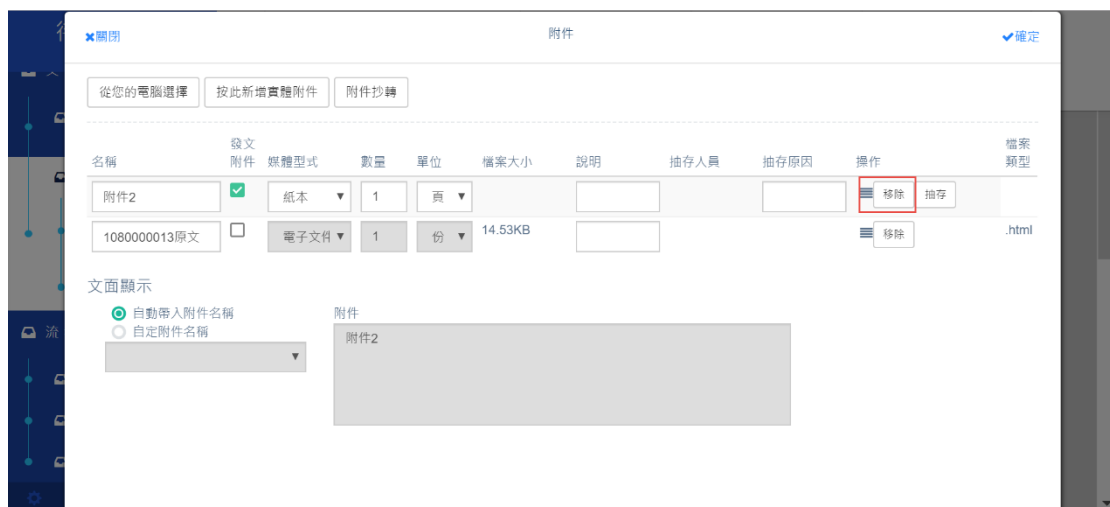 關閉
附件
確定
從您的電腦選擇 按此新增實體附件 附件抄轉
名稱 發文附件 媒體型式 數量 單位 檔案大小 說明 抽存人員 抽存原因 操作 檔案類型
附件2 紙本 1 頁 移除 抽存
1080000013原文 電子文件 1 份 14.53KB 移除 .html
文面顯示
自動帶入附件名稱
自定附件名稱
附件
附件2
流